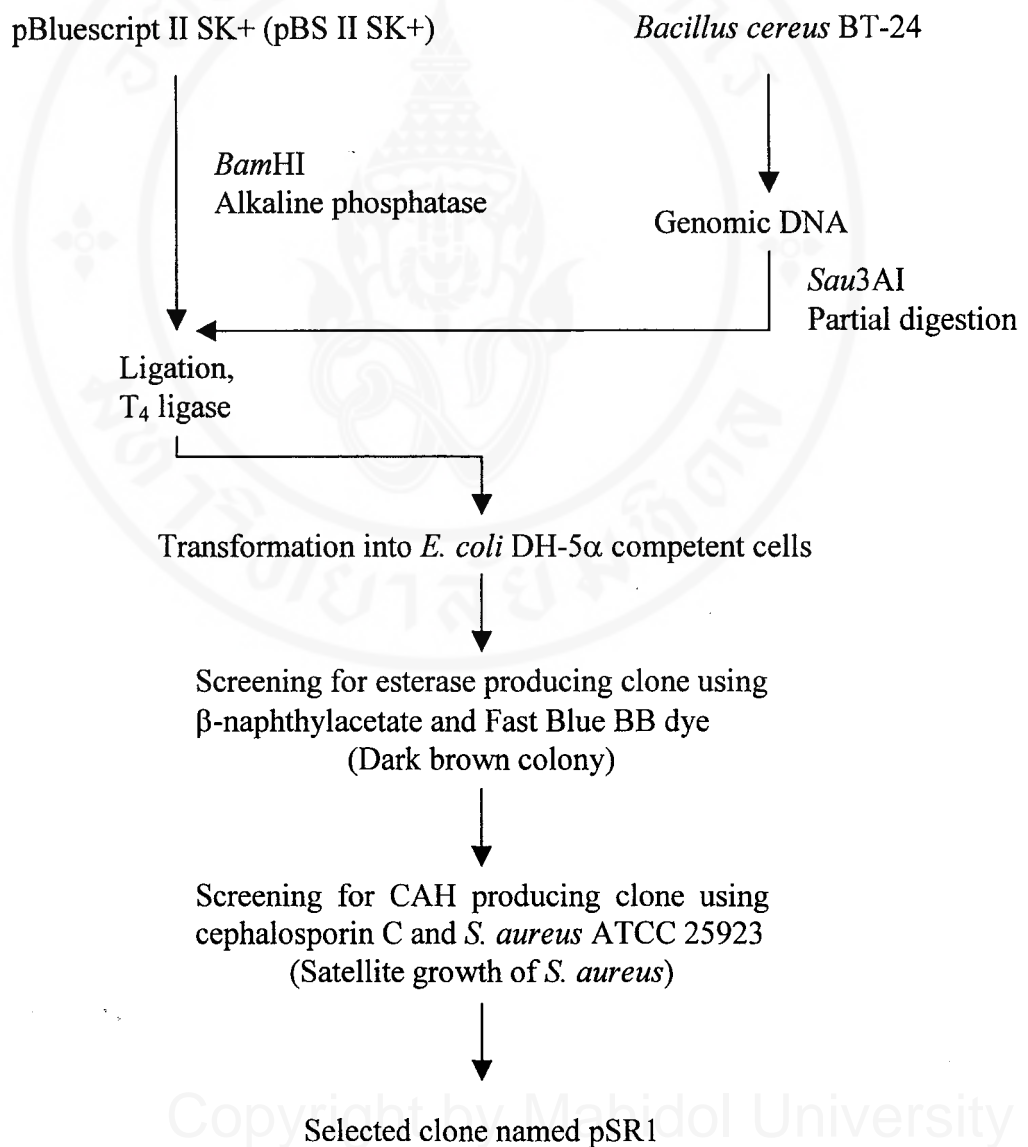 pBluescript II SK+ (pBS II SK+)
Bacillus cereus BT-24
BamHI
Alkaline phosphatase
Genomic DNA
Sau3AI
Partial digestion
Ligation,
T4 ligase
Transformation into E. coli DH-5α competent cells
Screening for esterase producing clone using
β-naphthylacetate and Fast Blue BB dye
(Dark brown colony)
Screening for CAH producing clone using
cephalosporin C and S. aureus ATCC 25923
(Satellite growth of S. aureus)
Copyright by Mahidol University
Selected clone named pSR1